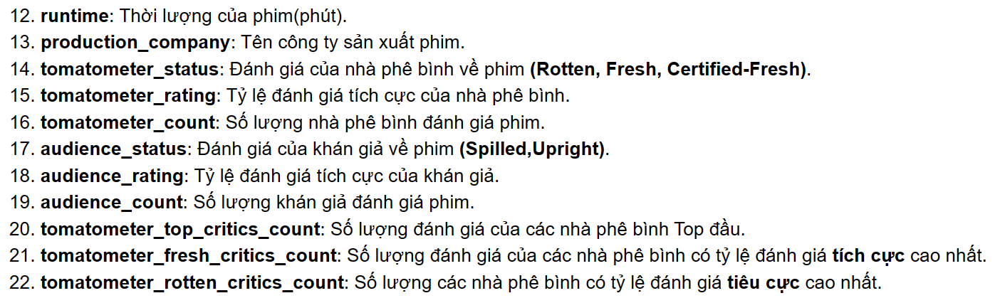 12. runtime: Thời lượng của phim(phút).
13. production_company: Tên công ty sản xuất phim.
14. tomatometer_status: Đánh giá của nhà phê bình về phim (Rotten, Fresh, Certified-Fresh).
15. tomatometer_rating: Tỷ lệ đánh giá tích cực của nhà phê bình.
16. tomatometer_count: Số lượng nhà phê bình đánh giá phim.
17. audience_status: Đánh giá của khán giả về phim (Spilled,Upright).
18. audience_rating: Tỷ lệ đánh giá tích cực của khán giả.
19. audience_count: Số lượng khán giả đánh giá phim.
20. tomatometer_top_critics_count: Số lượng đánh giá của các nhà phê bình Top đầu.
21. tomatometer_fresh_critics_count: Số lượng đánh giá của các nhà phê bình có tỷ lệ đánh giá tích cực cao nhất.
22. tomatometer_rotten_critics_count: Số lượng các nhà phê bình có tỷ lệ đánh giá tiêu cực cao nhất.